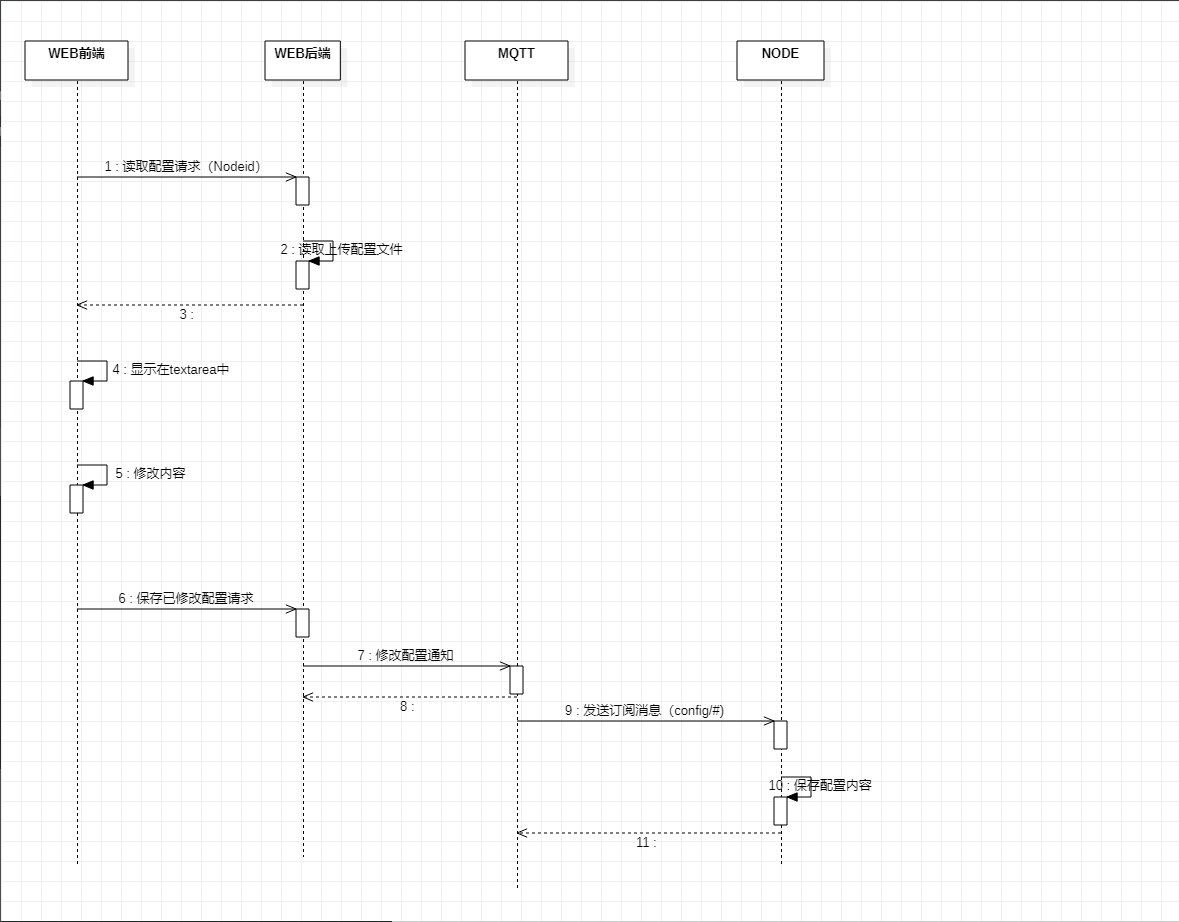 WEB前端
WEB后端
MQTT
NODE
1 : 读取配置请求（Nodeid）
2 : 读取上传配置文件
3 :
4 : 显示在textarea中
5 : 修改内容
6 : 保存已修改配置请求
7 : 修改配置通知
8 :
9 : 发送订阅消息（config/#)
10 : 保存配置内容
11 :